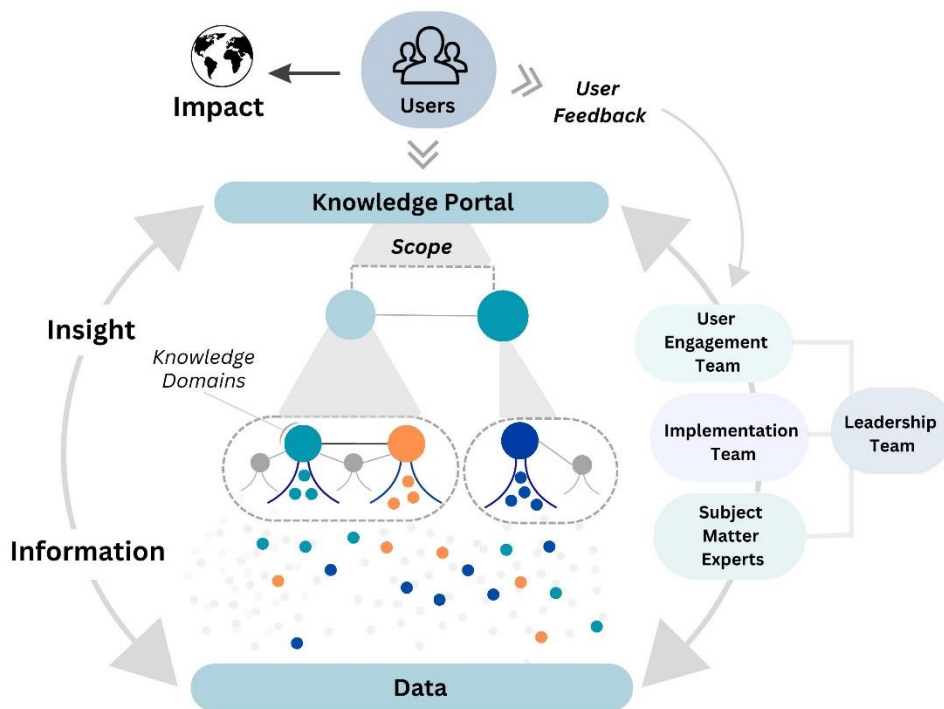 Users
Impact
User
Feedback
Knowledge Portal
Scope
Insight
Knowledge
Domains
User
Engagement
Team
Implementation
Team
Leadership
Team
Information
Subject
Matter
Experts
Data